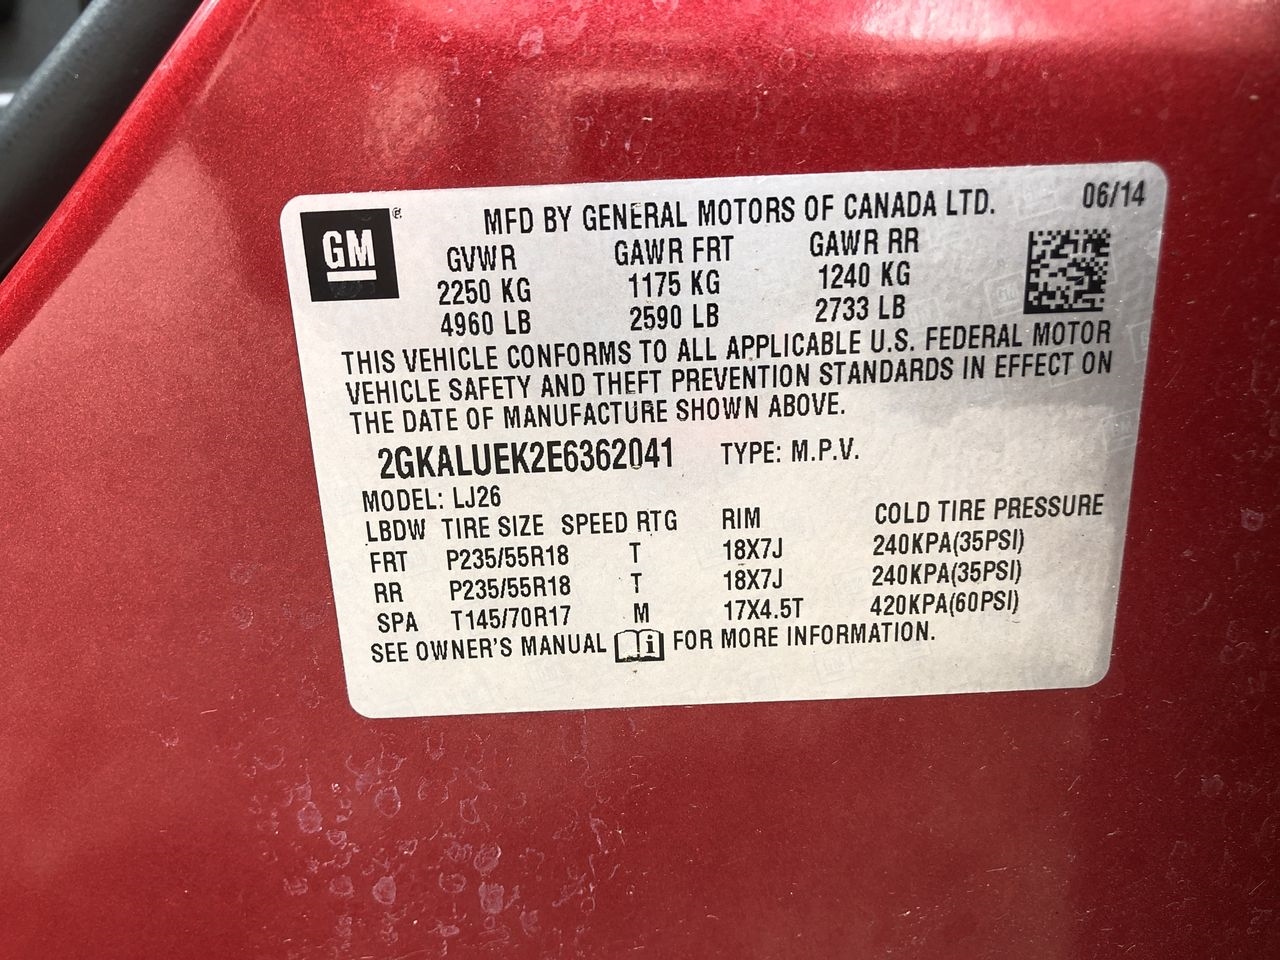 GM
MFD BY GENERAL MOTORS OF CANADA LTD. 06/14
GVWR GAWR FRT GAWR RR
2250 KG 1175 KG 1240 KG
4960 LB 2590 LB 2733 LB
THIS VEHICLE CONFORMS TO ALL APPLICABLE U.S. FEDERAL MOTOR
VEHICLE SAFETY AND THEFT PREVENTION STANDARDS IN EFFECT ON
THE DATE OF MANUFACTURE SHOWN ABOVE.
2GKALUEK2E6362041 TYPE: M.P.V.
MODEL: LJ26
LBDW TIRE SIZE SPEED RTG RIM COLD TIRE PRESSURE
FRT P235/55R18 T 18X7J 240KPA(35PSI)
RR P235/55R18 T 18X7J 240KPA(35PSI)
SPA T145/70R17 M 17X4.5T 420KPA(60PSI)
SEE OWNER'S MANUAL FOR MORE INFORMATION.